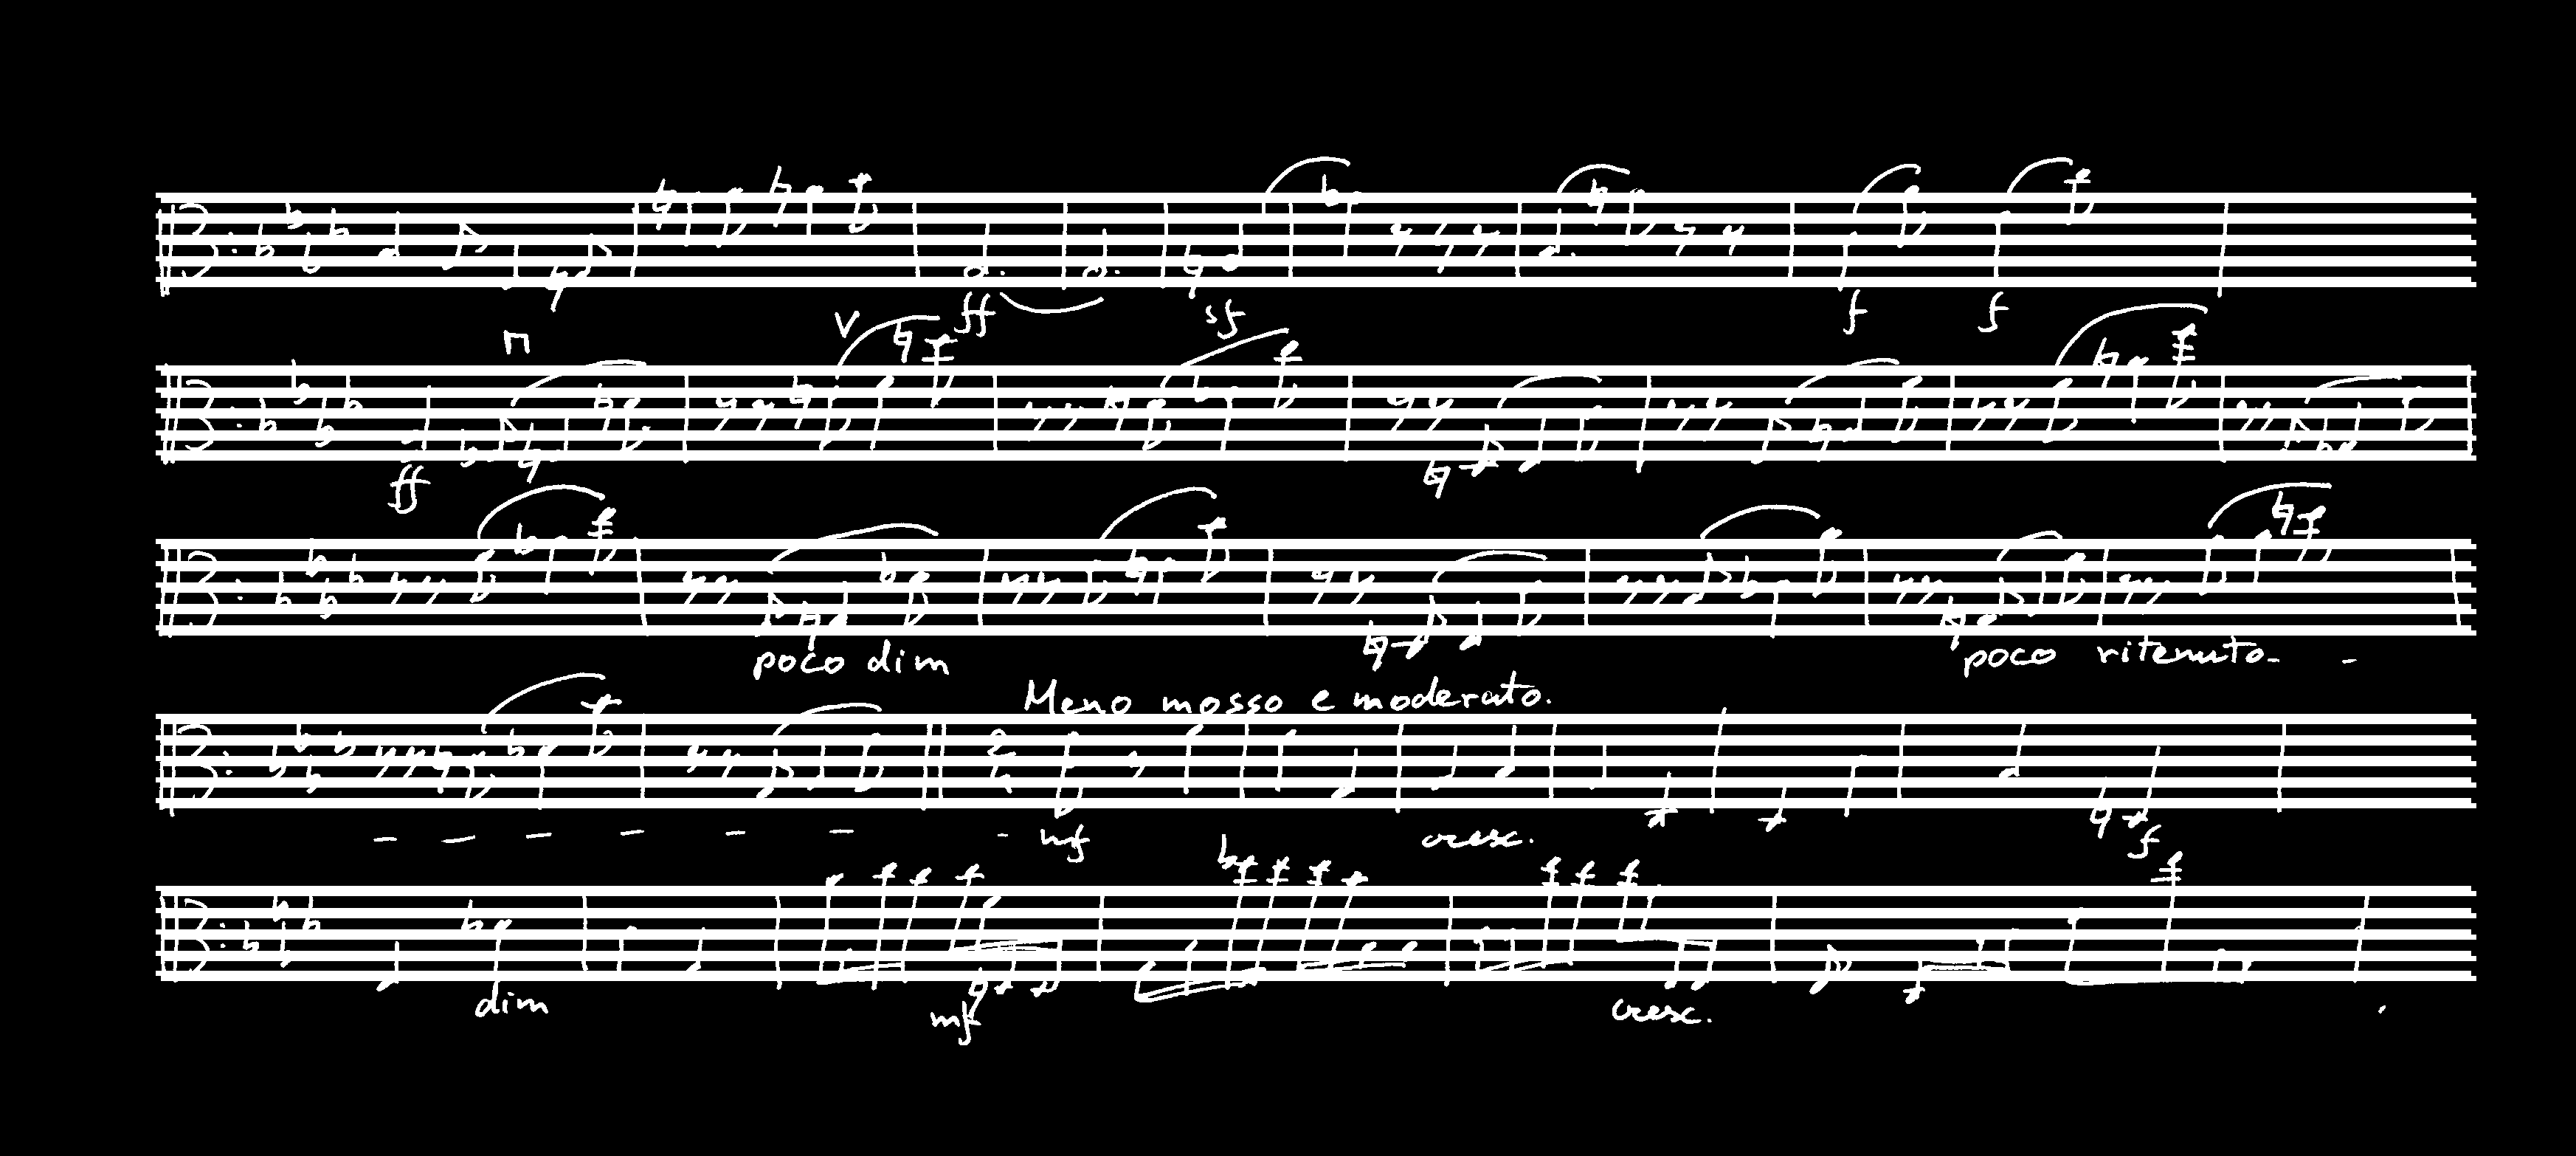 ff sf f f
ff
poco dim poco ritenuto - -
Meno mosso e moderato.
- - - - - - - mf cresc. f
dim mf cresc.